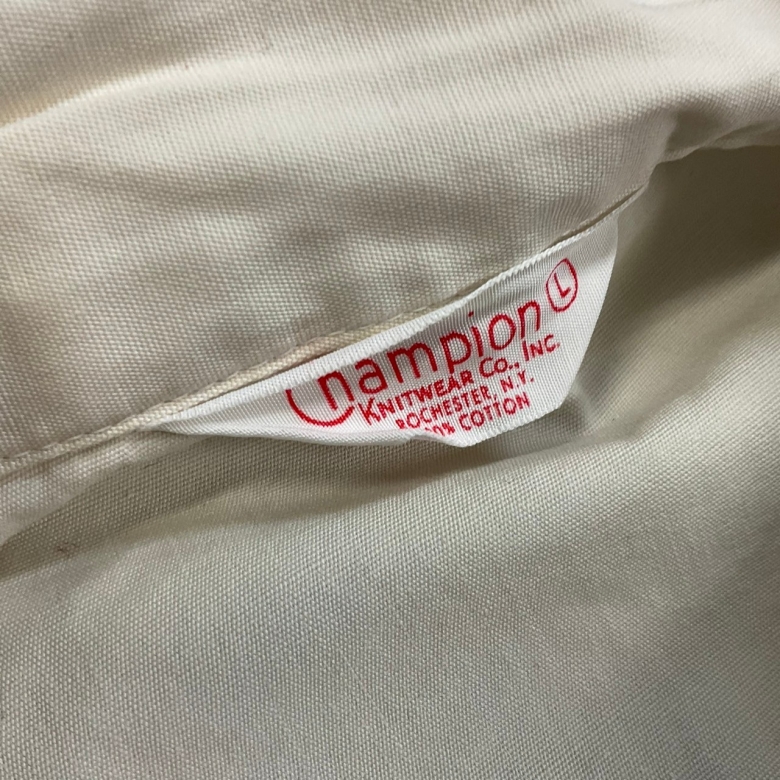 Champion L
KNITWEAR CO., INC.
ROCHESTER, N.Y.
COTTON